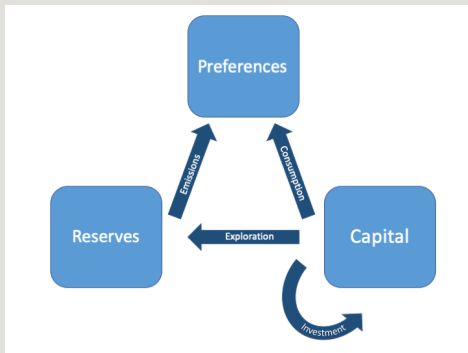 Preferences
Emissions
Consumption
Reserves
Exploration
Capital
Investment